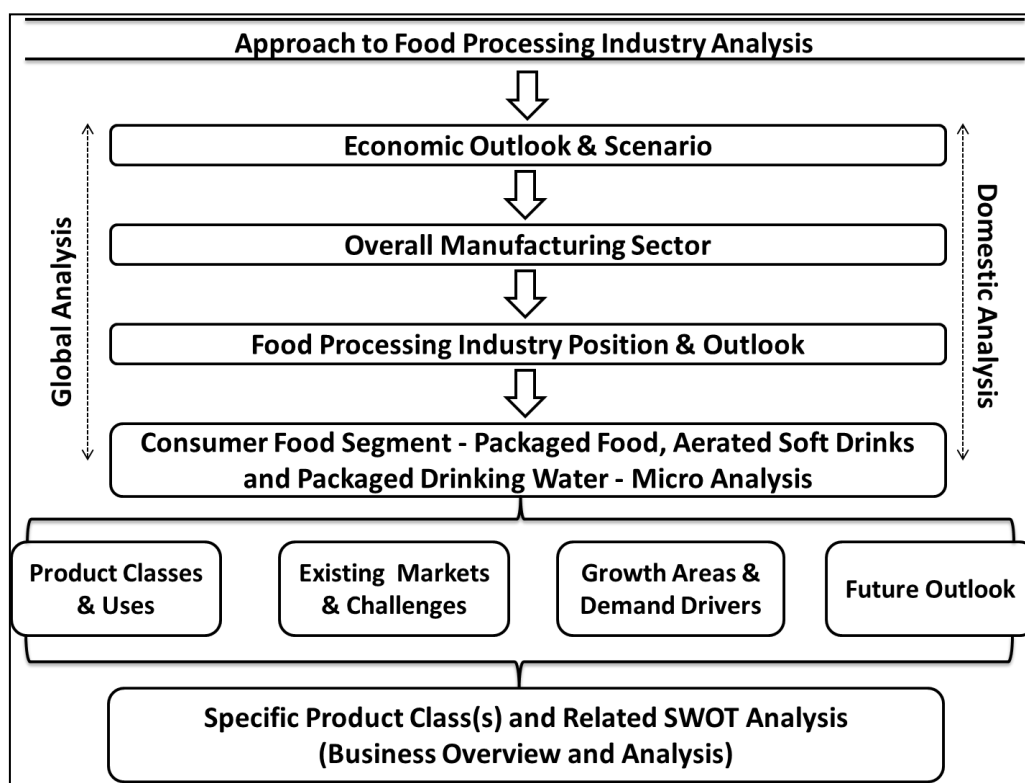 Approach to Food Processing Industry Analysis
Economic Outlook & Scenario
Overall Manufacturing Sector
Food Processing Industry Position & Outlook
Consumer Food Segment - Packaged Food, Aerated Soft Drinks
and Packaged Drinking Water - Micro Analysis
Global Analysis
Domestic Analysis
Product Classes
& Uses
Existing Markets
& Challenges
Growth Areas &
Demand Drivers
Future Outlook
Specific Product Class(s) and Related SWOT Analysis
(Business Overview and Analysis)